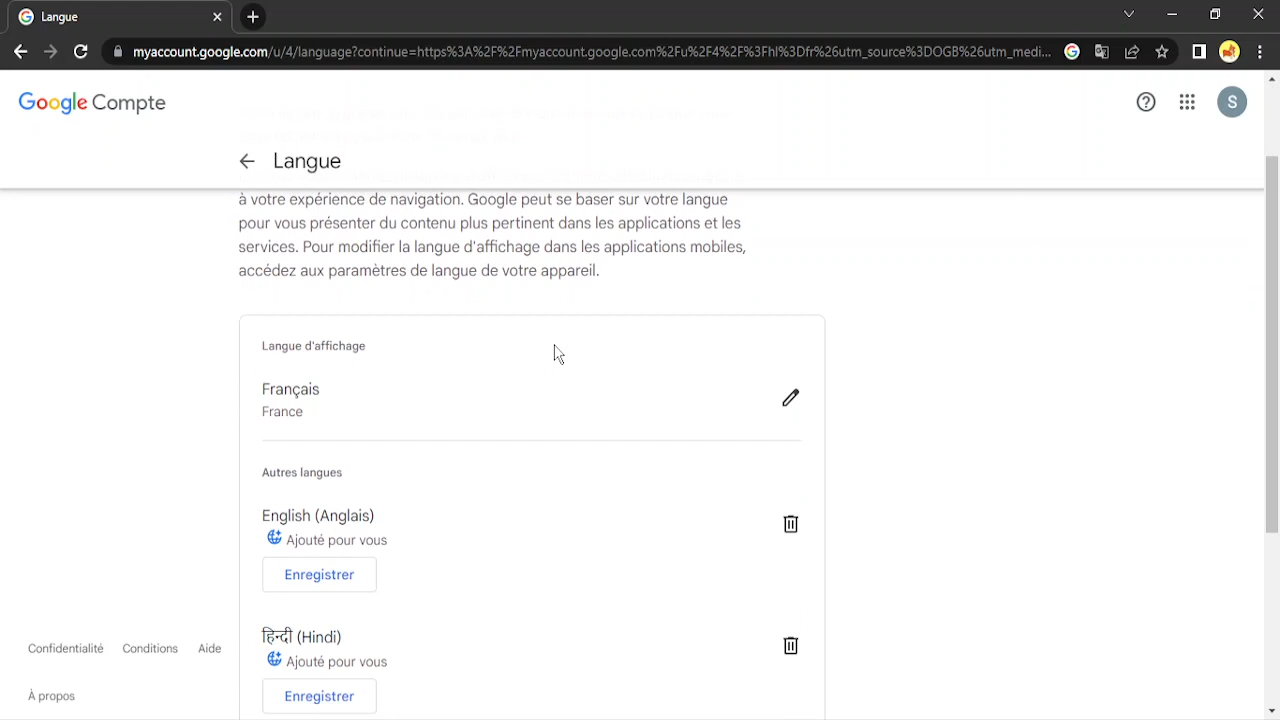 Langue
myaccount.google.com/u/4/language?continue=https%3A%2F%2Fmyaccount.google.com%2Fu%2F4%2F%3Fhl%3Dfr%26utm_source%3DOGB%26utm_medi...
Google Compte
S
Langue
à votre expérience de navigation. Google peut se baser sur votre langue
pour vous présenter du contenu plus pertinent dans les applications et les
services. Pour modifier la langue d'affichage dans les applications mobiles,
accédez aux paramètres de langue de votre appareil.
Langue d'affichage
Français
France
Autres langues
English (Anglais)
Ajouté pour vous
Enregistrer
हिन्दी (Hindi)
Ajouté pour vous
Enregistrer
Confidentialité Conditions Aide
À propos